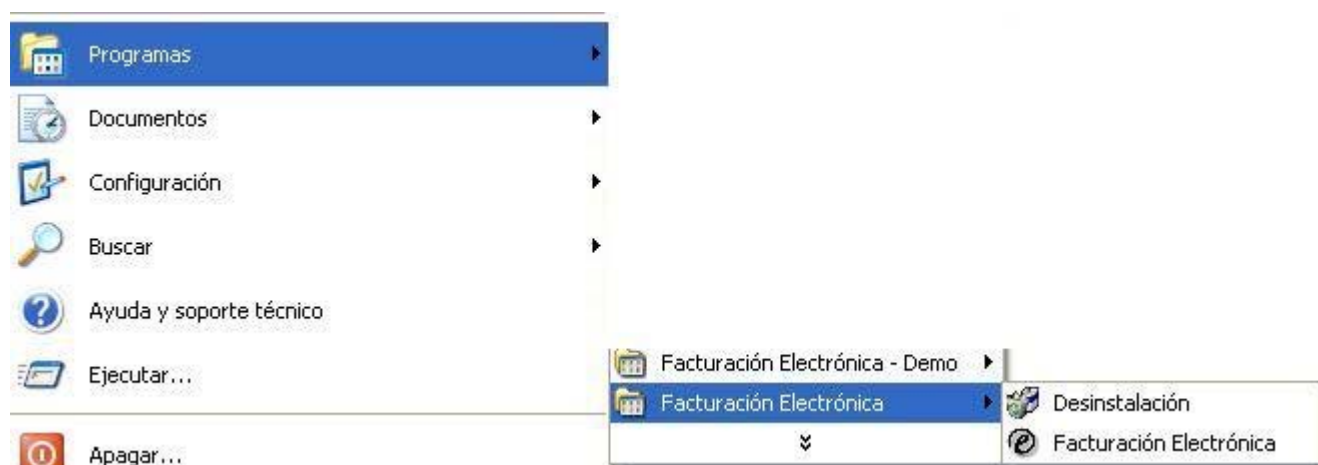 Programas
Documentos
Configuración
Buscar
Ayuda y soporte técnico
Ejecutar...
Apagar...
Facturación Electrónica - Demo
Facturación Electrónica
Desinstalación
Facturación Electrónica